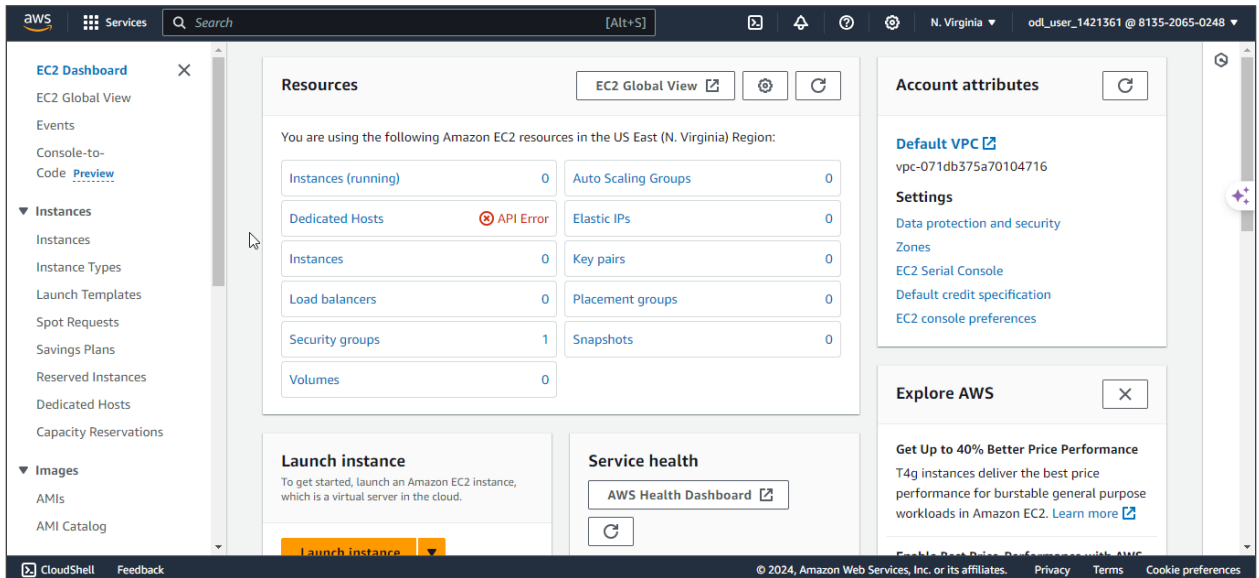 aws
Services
Search
[Alt+S]
N. Virginia
odl_user_1421361 @ 8135-2065-0248
EC2 Dashboard
EC2 Global View
Events
Console-to-
Code Preview
Instances
Instances
Instance Types
Launch Templates
Spot Requests
Savings Plans
Reserved Instances
Dedicated Hosts
Capacity Reservations
Images
AMIs
AMI Catalog
Resources
EC2 Global View
You are using the following Amazon EC2 resources in the US East (N. Virginia) Region:
Instances (running) 0
Auto Scaling Groups 0
Dedicated Hosts API Error
Elastic IPs 0
Instances 0
Key pairs 0
Load balancers 0
Placement groups 0
Security groups 1
Snapshots 0
Volumes 0
Launch instance
To get started, launch an Amazon EC2 instance,
which is a virtual server in the cloud.
Launch instance
Service health
AWS Health Dashboard
Account attributes
Default VPC
vpc-071db375a70104716
Settings
Data protection and security
Zones
EC2 Serial Console
Default credit specification
EC2 console preferences
Explore AWS
Get Up to 40% Better Price Performance
T4g instances deliver the best price
performance for burstable general purpose
workloads in Amazon EC2. Learn more
Enable Best Price-Performance with AWS
CloudShell
Feedback
© 2024, Amazon Web Services, Inc. or its affiliates.
Privacy
Terms
Cookie preferences